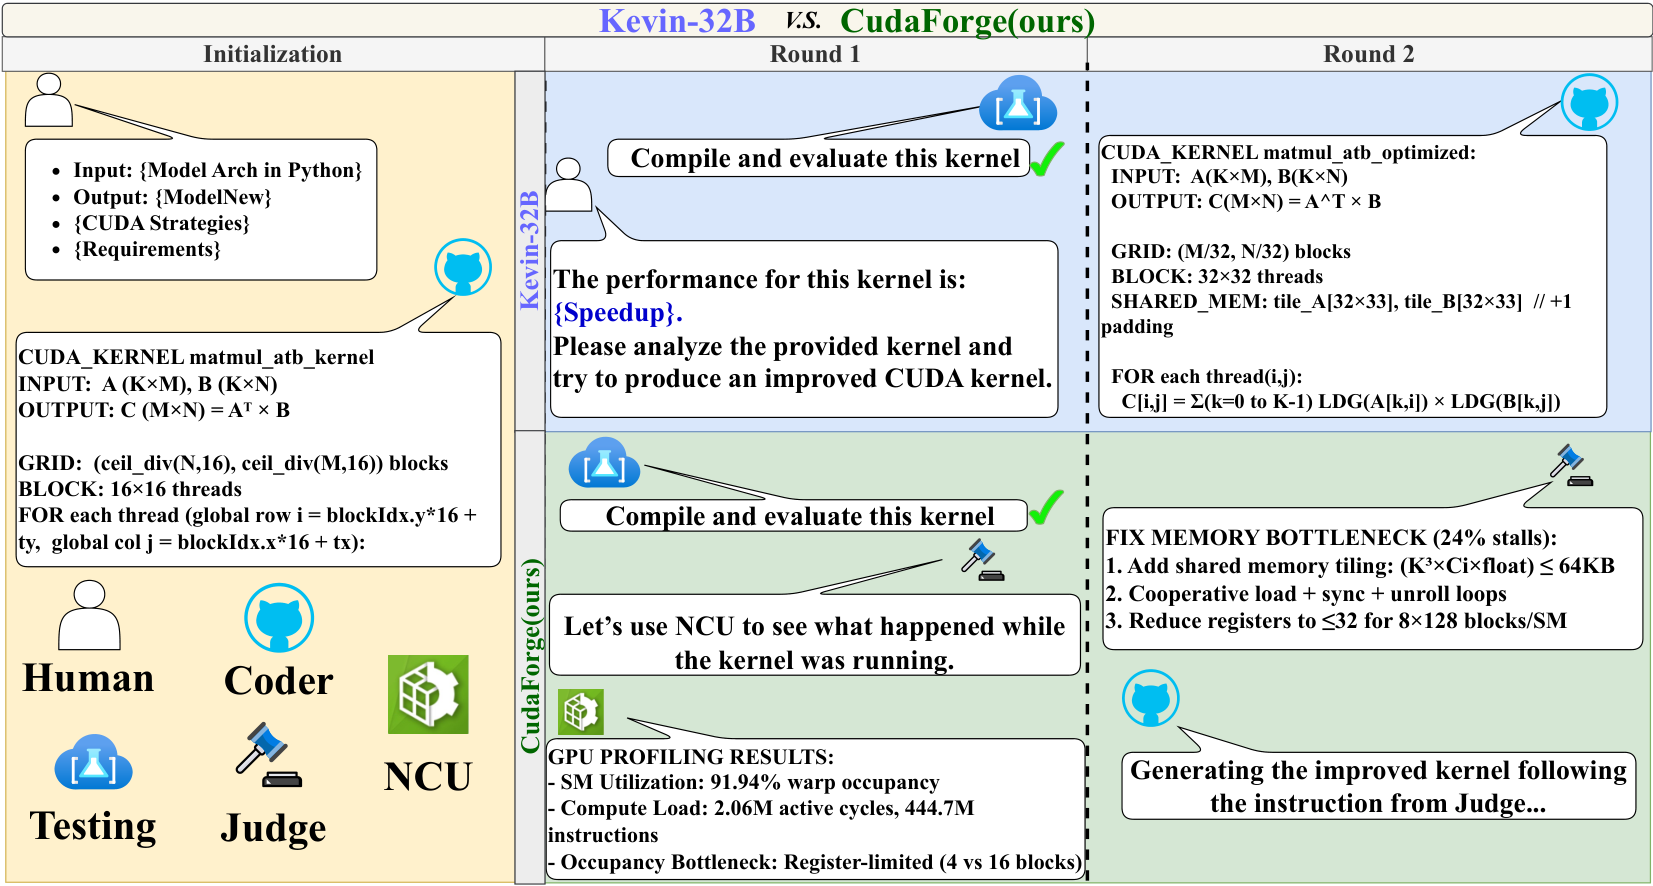 Kevin-32B V.S. CudaForge(ours)
Initialization
Round 1
Round 2
• Input: {Model Arch in Python}
• Output: {ModelNew}
• {CUDA Strategies}
• {Requirements}
CUDA_KERNEL matmul_atb_kernel
INPUT: A (K×M), B (K×N)
OUTPUT: C (M×N) = Aᵀ × B
GRID: (ceil_div(N,16), ceil_div(M,16)) blocks
BLOCK: 16×16 threads
FOR each thread (global row i = blockIdx.y*16 +
ty, global col j = blockIdx.x*16 + tx):
Human
Coder
NCU
Testing
Judge
Kevin-32B
Compile and evaluate this kernel
The performance for this kernel is:
{Speedup}.
Please analyze the provided kernel and
try to produce an improved CUDA kernel.
CUDA_KERNEL matmul_atb_optimized:
INPUT: A(K×M), B(K×N)
OUTPUT: C(M×N) = A^T × B
GRID: (M/32, N/32) blocks
BLOCK: 32×32 threads
SHARED_MEM: tile_A[32×33], tile_B[32×33] // +1
padding
FOR each thread(i,j):
C[i,j] = Σ(k=0 to K-1) LDG(A[k,i]) × LDG(B[k,j])
CudaForge(ours)
Compile and evaluate this kernel
Let’s use NCU to see what happened while
the kernel was running.
GPU PROFILING RESULTS:
- SM Utilization: 91.94% warp occupancy
- Compute Load: 2.06M active cycles, 444.7M
instructions
- Occupancy Bottleneck: Register-limited (4 vs 16 blocks)
FIX MEMORY BOTTLENECK (24% stalls):
1. Add shared memory tiling: (K³×Ci×float) ≤ 64KB
2. Cooperative load + sync + unroll loops
3. Reduce registers to ≤32 for 8×128 blocks/SM
Generating the improved kernel following
the instruction from Judge...